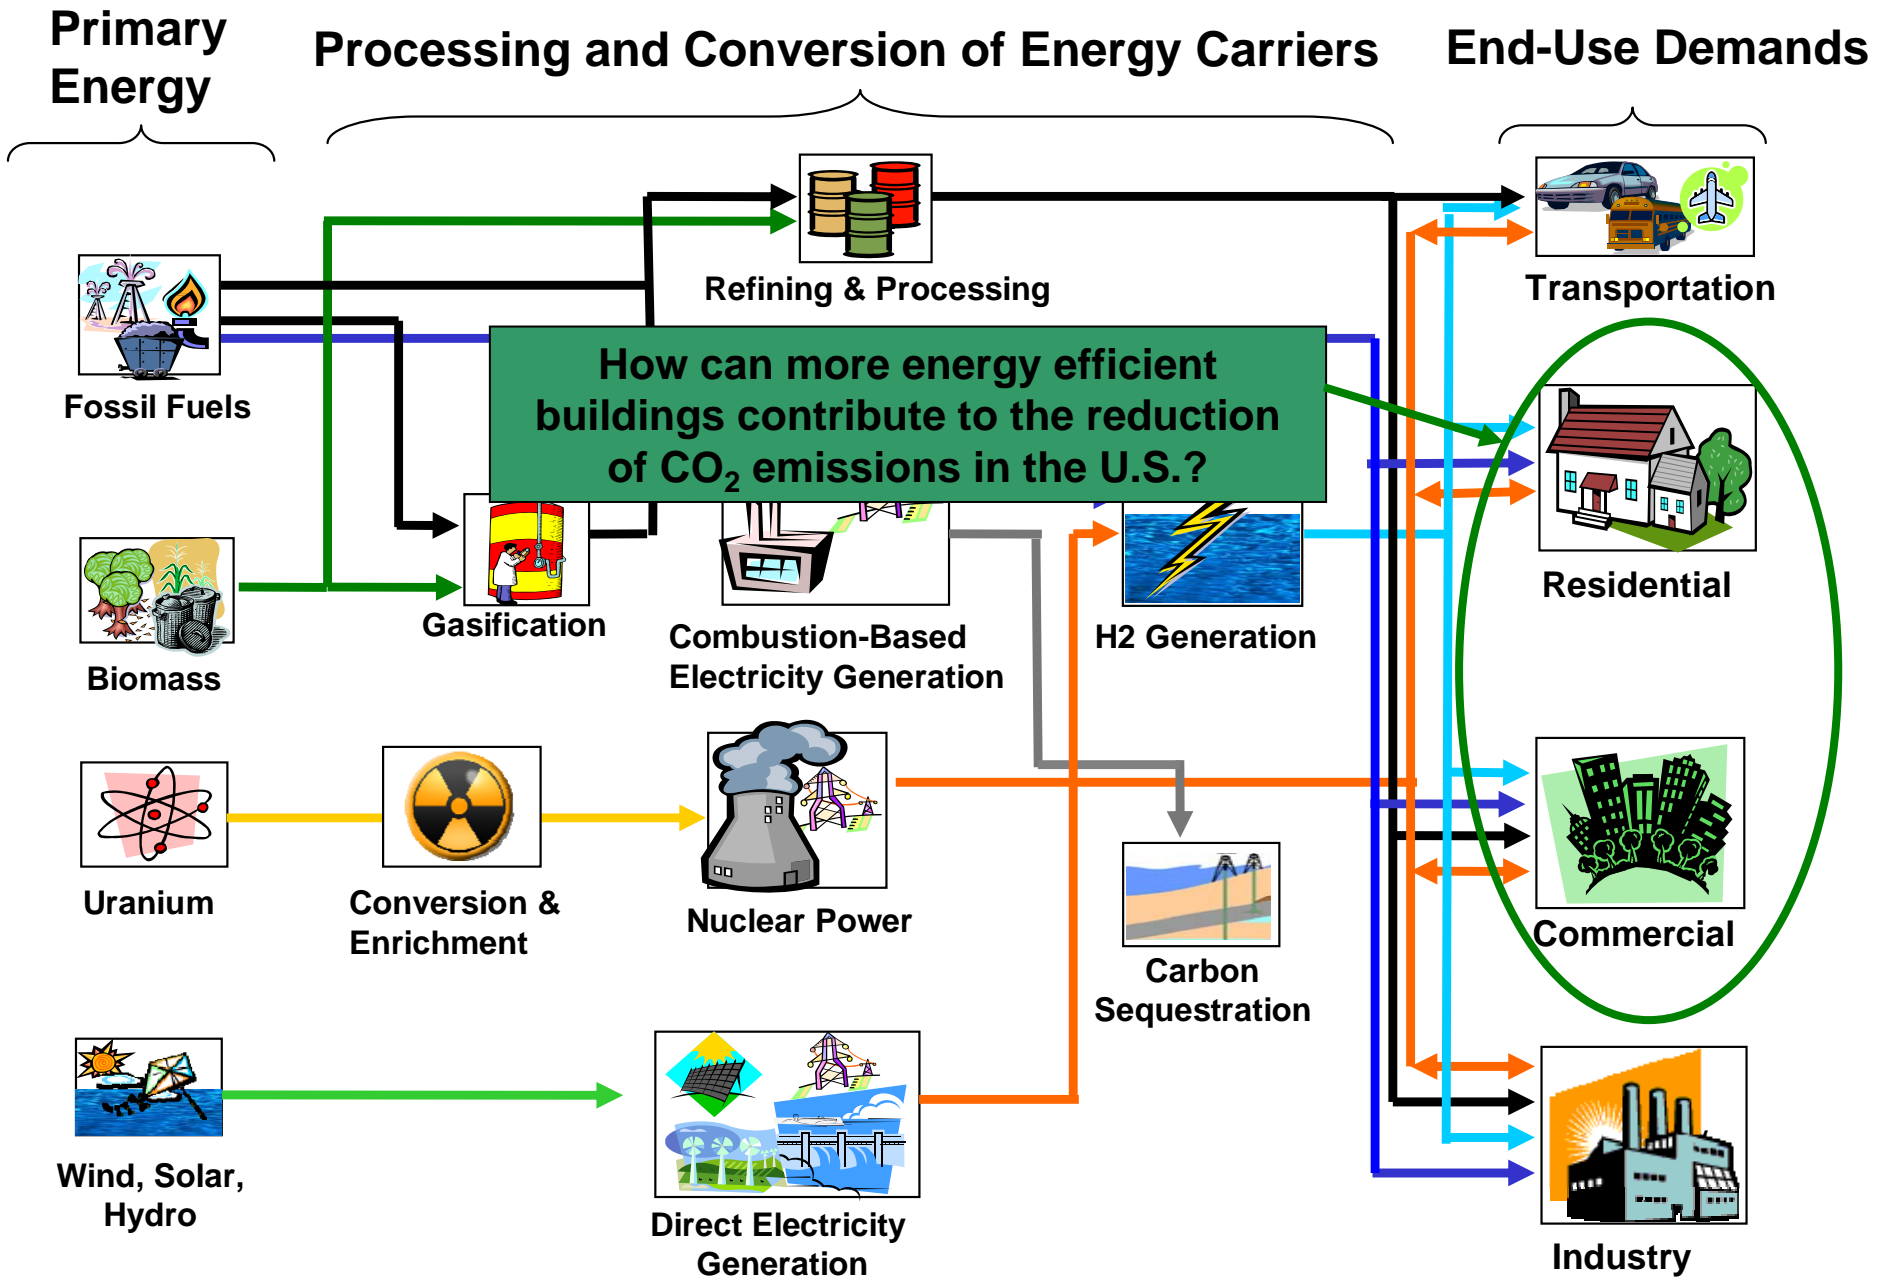 Primary
Energy
Processing and Conversion of Energy Carriers
End-Use Demands
Refining & Processing
Transportation
Fossil Fuels
How can more energy efficient
buildings contribute to the reduction
of CO₂ emissions in the U.S.?
Residential
Gasification
Combustion-Based
Electricity Generation
H2 Generation
Biomass
Uranium
Conversion &
Enrichment
Nuclear Power
Carbon
Sequestration
Commercial
Wind, Solar,
Hydro
Direct Electricity
Generation
Industry